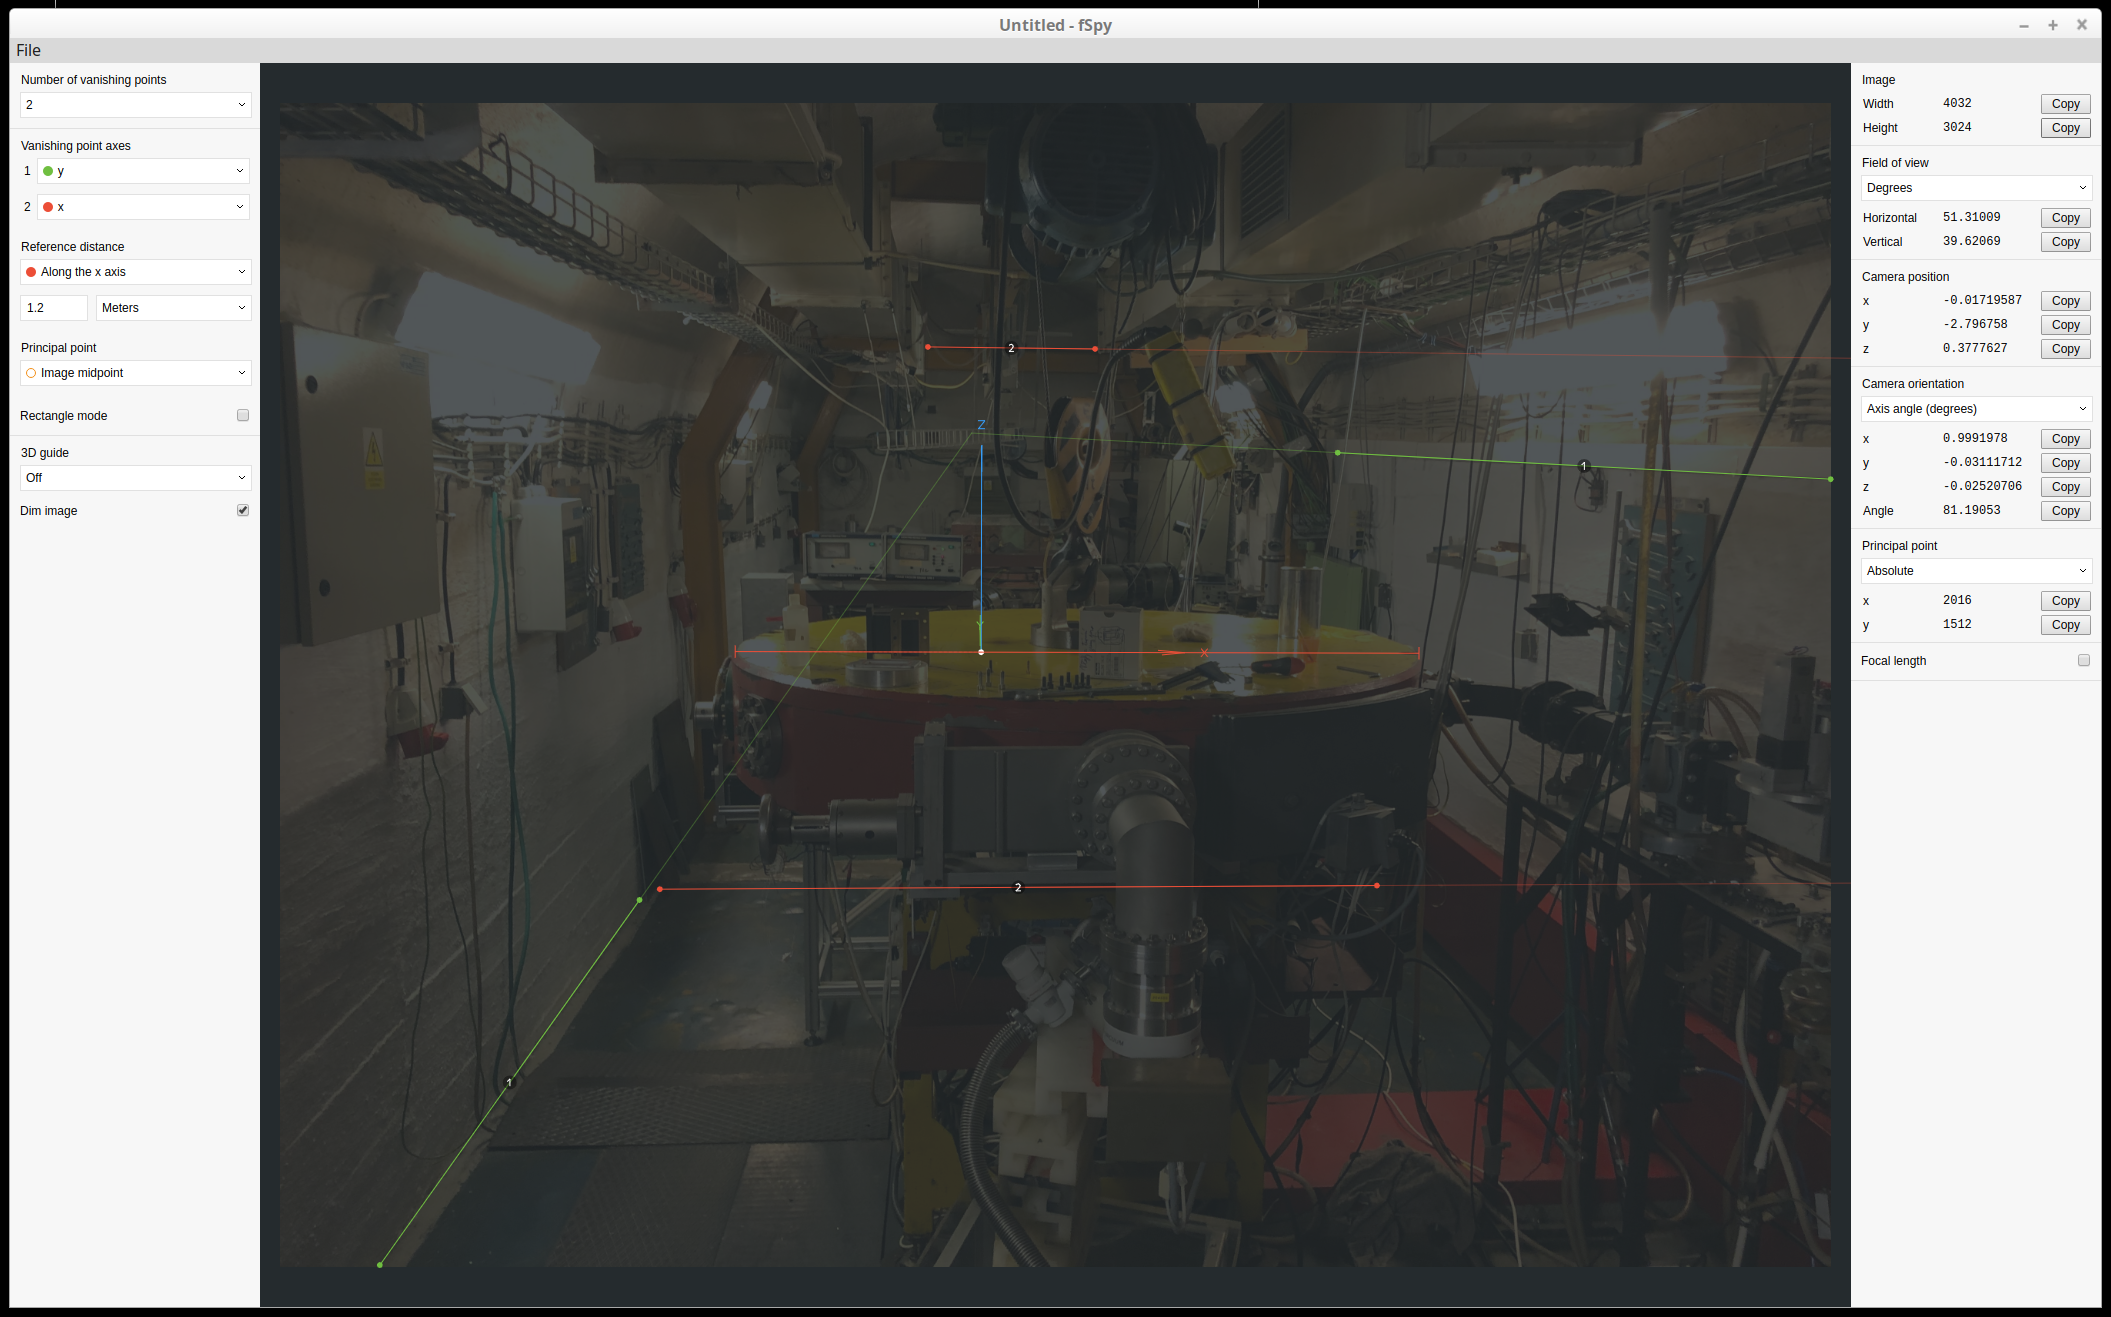 Untitled - fSpy
File
Number of vanishing points
2
Vanishing point axes
1 y
2 x
Reference distance
Along the x axis
1.2 Meters
Principal point
Image midpoint
Rectangle mode
3D guide
Off
Dim image
2
Z
1
Y
X
2
1
Image
Width 4032 Copy
Height 3024 Copy
Field of view
Degrees
Horizontal 51.31009 Copy
Vertical 39.62069 Copy
Camera position
x -0.01719587 Copy
y -2.796758 Copy
z 0.3777627 Copy
Camera orientation
Axis angle (degrees)
x 0.9991978 Copy
y -0.03111712 Copy
z -0.02520706 Copy
Angle 81.19053 Copy
Principal point
Absolute
x 2016 Copy
y 1512 Copy
Focal length